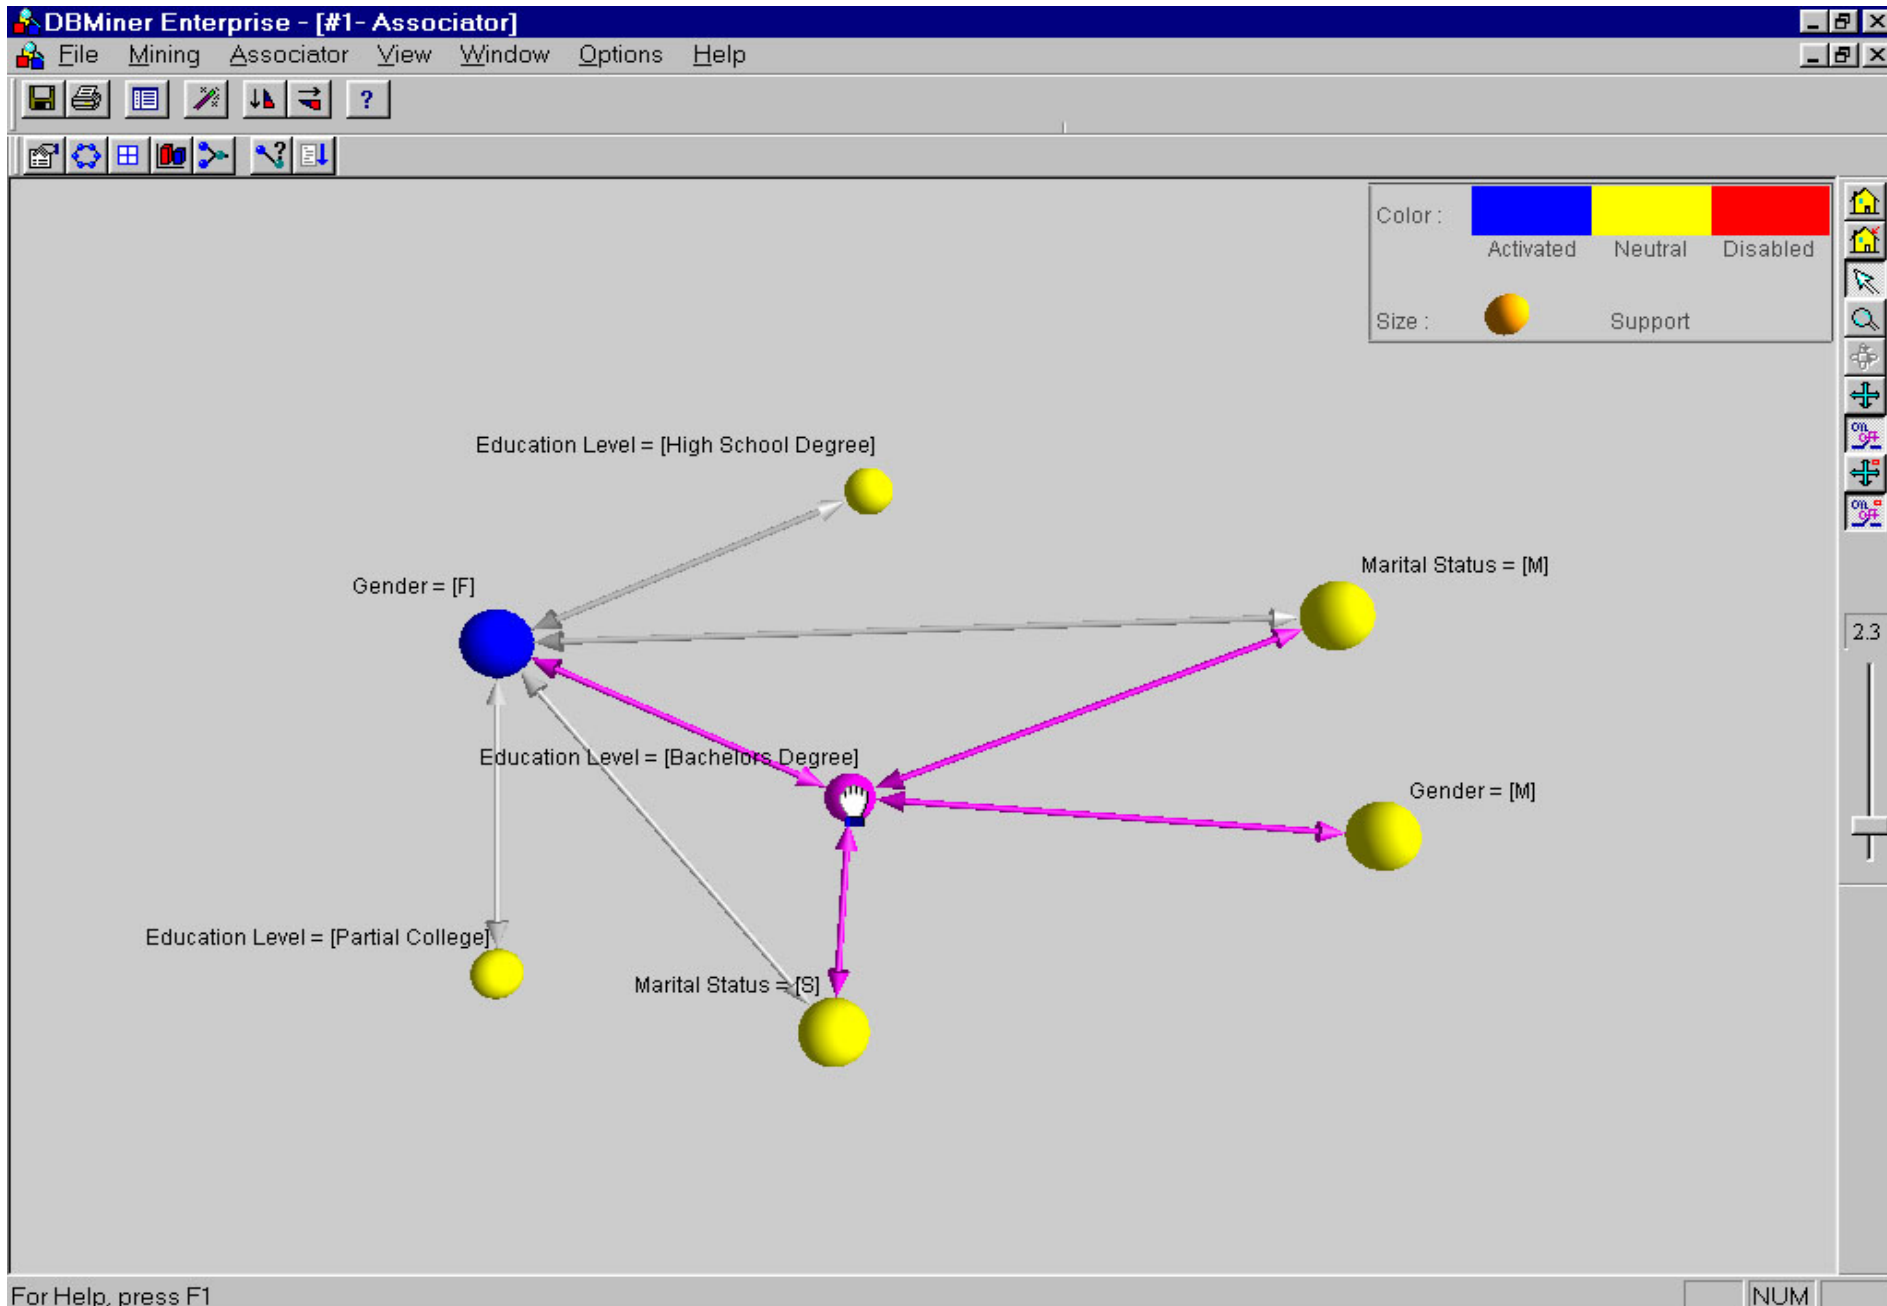 DBMiner Enterprise - [#1- Associator]
File Mining Associator View Window Options Help
?
?
Color :
Activated Neutral Disabled
Size : Support
Education Level = [High School Degree]
Marital Status = [M]
Gender = [F]
2.3
Education Level = [Bachelors Degree]
Gender = [M]
Education Level = [Partial College]
Marital Status = [S]
For Help, press F1
NUM